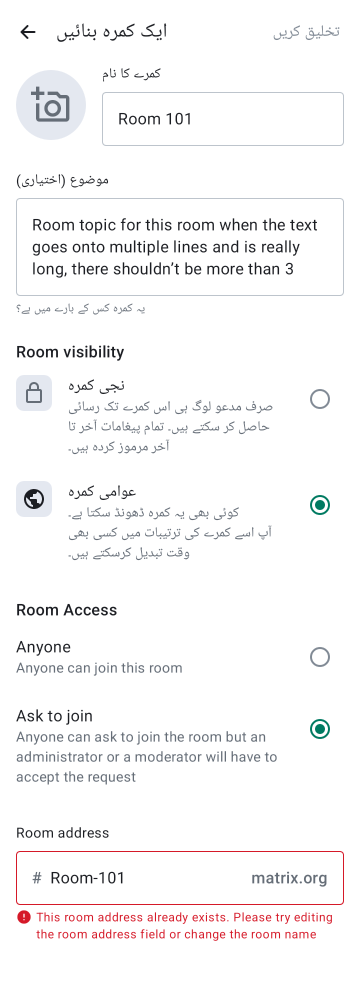 ایک کمرہ بنائیں
تخلیق کریں
کمرے کا نام
Room 101
موضوع (اختیاری)
Room topic for this room when the text
goes onto multiple lines and is really
long, there shouldn’t be more than 3
یہ کمرہ کس کے بارے میں ہے؟
Room visibility
نجی کمرہ
صرف مدعو لوگ ہی اس کمرے تک رسائی
حاصل کر سکتے ہیں۔ تمام پیغامات آخر تا
آخر مرموز کردہ ہیں۔
عوامی کمرہ
کوئی بھی یہ کمرہ ڈھونڈ سکتا ہے۔
آپ اسے کمرے کی ترتیبات میں کسی بھی
وقت تبدیل کرسکتے ہیں۔
Room Access
Anyone
Anyone can join this room
Ask to join
Anyone can ask to join the room but an
administrator or a moderator will have to
accept the request
Room address
# Room-101 matrix.org
This room address already exists. Please try editing
the room address field or change the room name